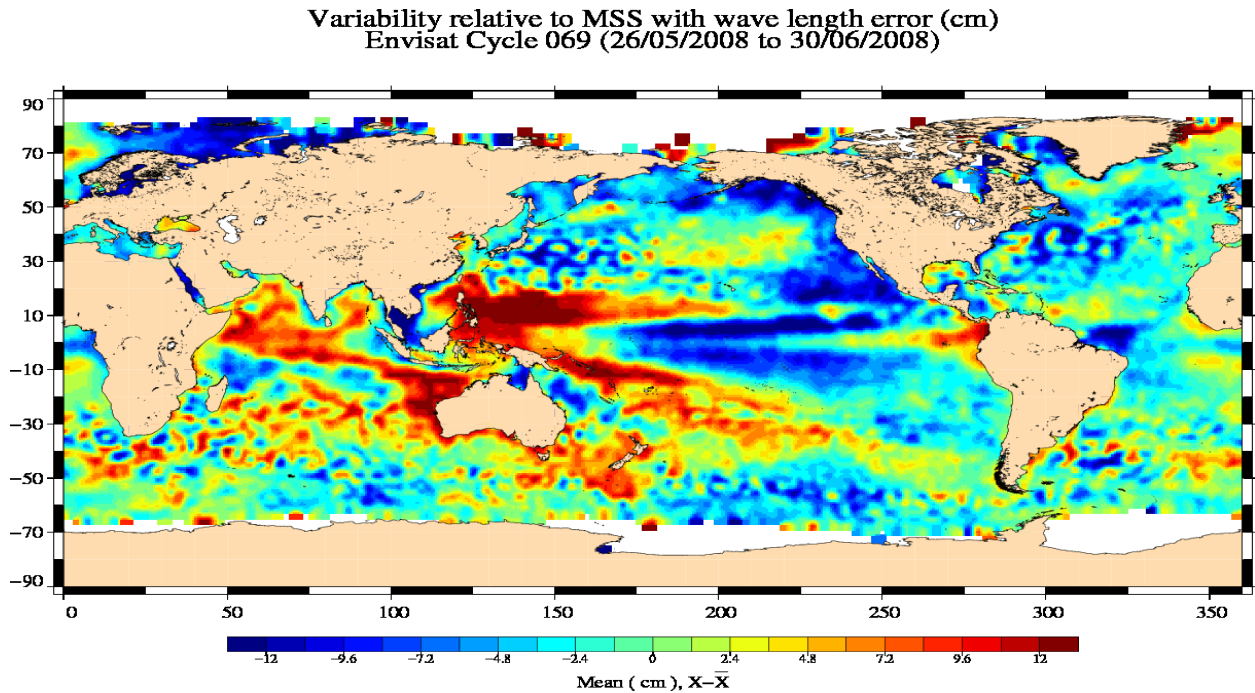 Variability relative to MSS with wave length error (cm)
Envisat Cycle 069 (26/05/2008 to 30/06/2008)
90
70
50
30
10
−10
−30
−50
−70
−90
0 50 100 150 200 250 300 350
−12 −9.6 −7.2 −4.8 −2.4 0 2.4 4.8 7.2 9.6 12
Mean ( cm ), X−X̅